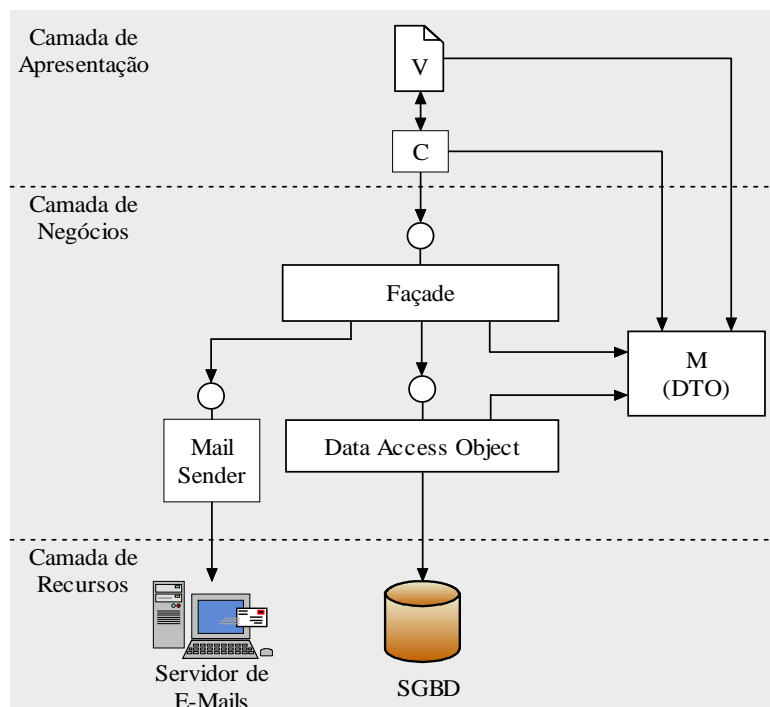 Camada de
Apresentação
V
C
Camada de
Negócios
Façade
M
(DTO)
Mail
Sender
Data Access Object
Camada de
Recursos
Servidor de
E-Mails
SGBD